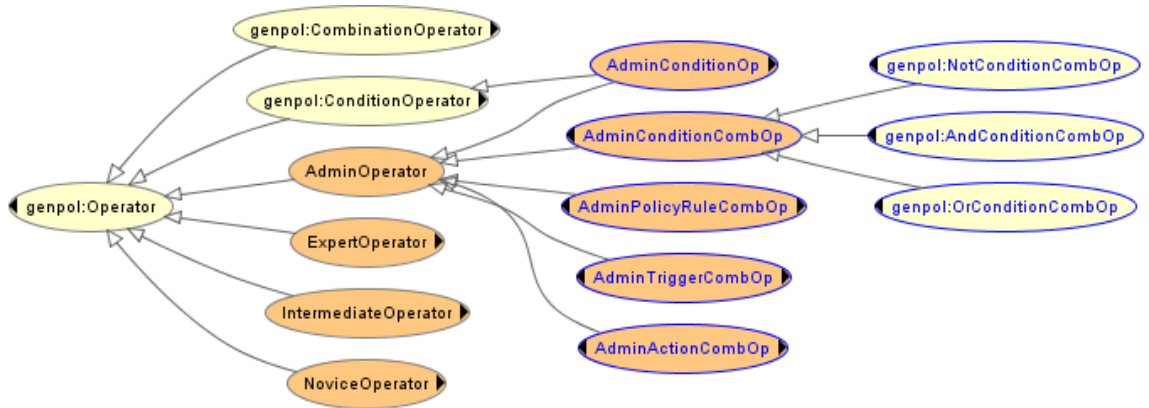 genpol:CombinationOperator
AdminConditionOp
genpol:NotConditionCombOp
genpol:ConditionOperator
AdminConditionCombOp
genpol:AndConditionCombOp
AdminOperator
genpol:Operator
AdminPolicyRuleCombOp
genpol:OrConditionCombOp
ExpertOperator
AdminTriggerCombOp
IntermediateOperator
AdminActionCombOp
NoviceOperator